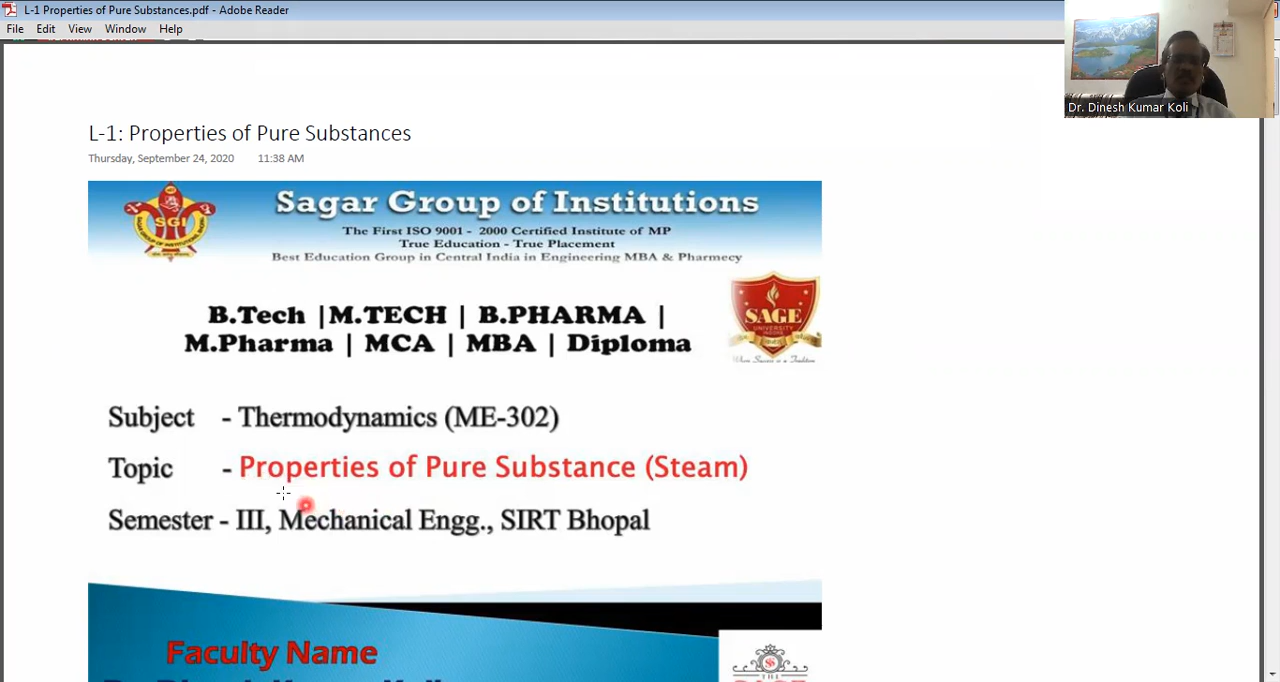 L-1 Properties of Pure Substances.pdf - Adobe Reader
File Edit View Window Help
Dr. Dinesh Kumar Koli
L-1: Properties of Pure Substances
Thursday, September 24, 2020 11:38 AM
Sagar Group of Institutions
The First ISO 9001 - 2000 Certified Institute of MP
True Education - True Placement
Best Education Group in Central India in Engineering MBA & Pharmecy
SGI
B.Tech |M.TECH | B.PHARMA |
M.Pharma | MCA | MBA | Diploma
SAGE
UNIVERSITY
Subject - Thermodynamics (ME-302)
Topic - Properties of Pure Substance (Steam)
Semester - III, Mechanical Engg., SIRT Bhopal
Faculty Name
THE